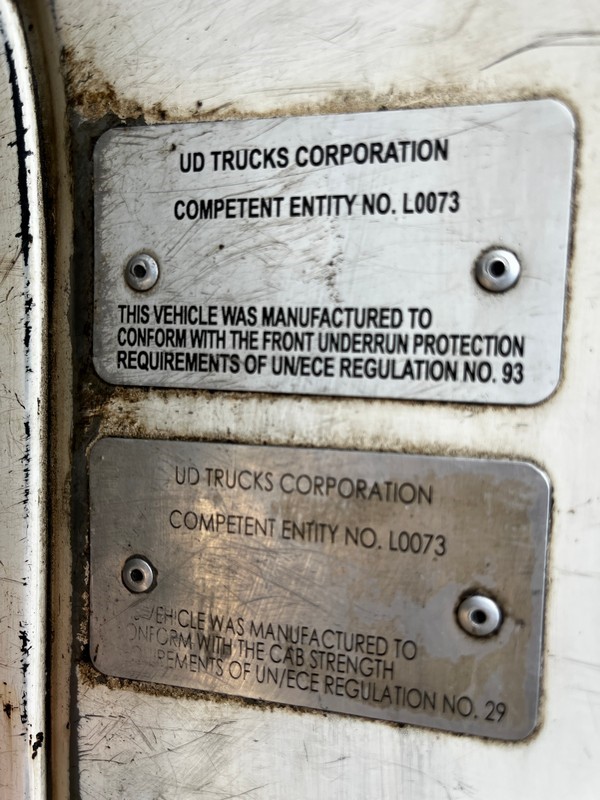 UD TRUCKS CORPORATION
COMPETENT ENTITY NO. L0073
THIS VEHICLE WAS MANUFACTURED TO
CONFORM WITH THE FRONT UNDERRUN PROTECTION
REQUIREMENTS OF UN/ECE REGULATION NO. 93
UD TRUCKS CORPORATION
COMPETENT ENTITY NO. L0073
VEHICLE WAS MANUFACTURED TO
CONFORM WITH THE CAB STRENGTH
OF UN/ECE REGULATION NO. 29